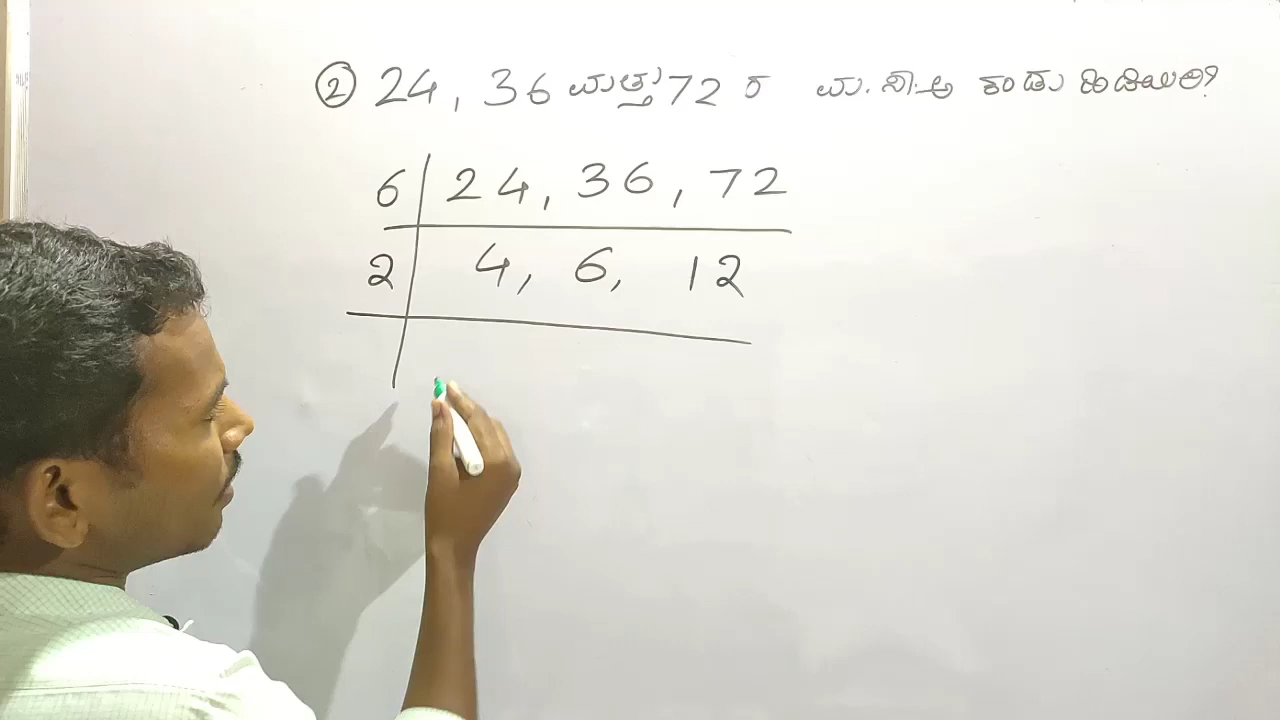 ② 24, 36 ಮತ್ತು 72 ರ ಮ.ಸಾ.ಅ ಕಂಡು ಹಿಡಿಯಿರಿ?
6 | 24, 36, 72
2 | 4, 6, 12